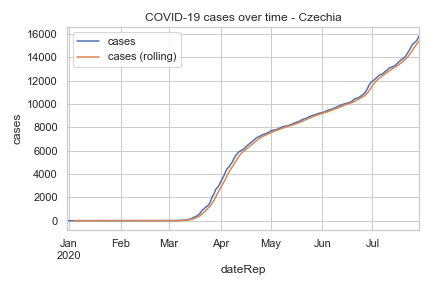 COVID-19 cases over time - Czechia
cases
cases (rolling)
cases
16000
14000
12000
10000
8000
6000
4000
2000
0
Jan Feb Mar Apr May Jun Jul
2020
dateRep